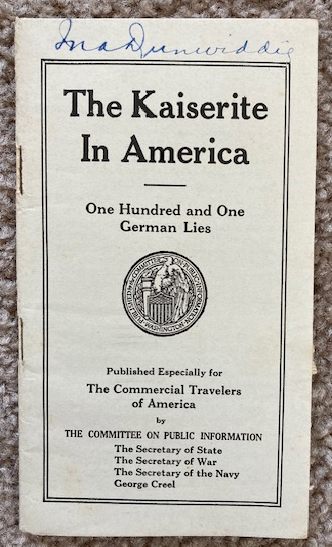 Ina Dunwiddie
The Kaiserite
In America
One Hundred and One
German Lies
Published Especially for
The Commercial Travelers
of America
by
THE COMMITTEE ON PUBLIC INFORMATION
The Secretary of State
The Secretary of War
The Secretary of the Navy
George Creel